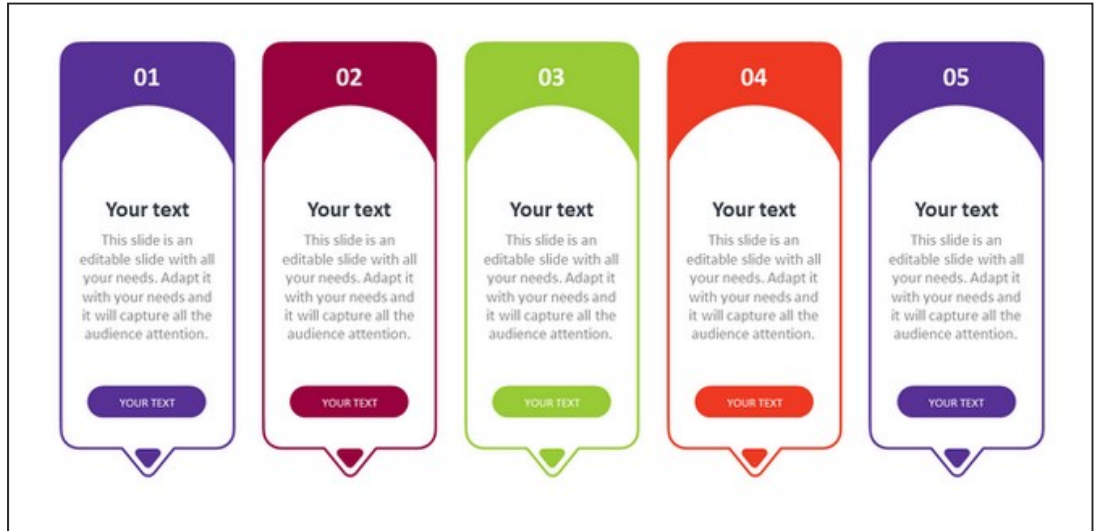 01
Your text
This slide is an
editable slide with all
your needs. Adapt it
with your needs and
it will capture all the
audience attention.
YOUR TEXT
02
Your text
This slide is an
editable slide with all
your needs. Adapt it
with your needs and
it will capture all the
audience attention.
YOUR TEXT
03
Your text
This slide is an
editable slide with all
your needs. Adapt it
with your needs and
it will capture all the
audience attention.
YOUR TEXT
04
Your text
This slide is an
editable slide with all
your needs. Adapt it
with your needs and
it will capture all the
audience attention.
YOUR TEXT
05
Your text
This slide is an
editable slide with all
your needs. Adapt it
with your needs and
it will capture all the
audience attention.
YOUR TEXT